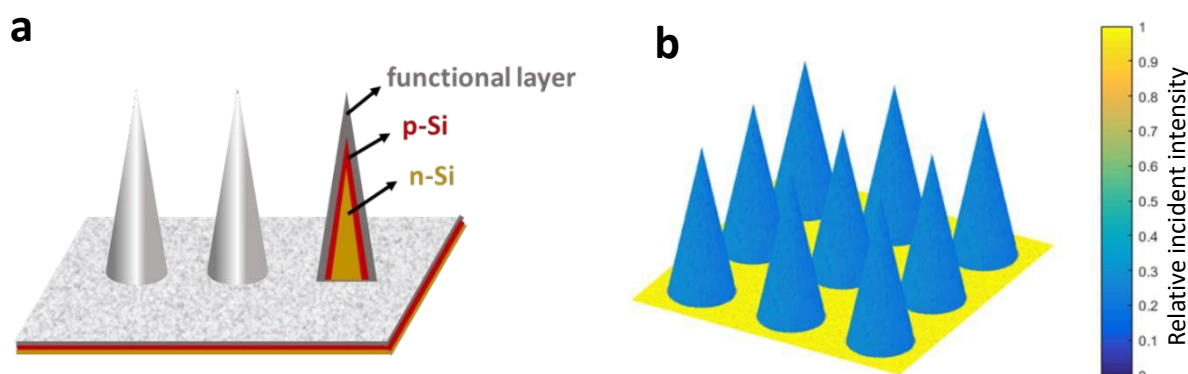 a
functional layer
p-Si
n-Si
b
1
0.9
0.8
0.7
0.6
0.5
0.4
0.3
0.2
0.1
0
Relative incident intensity